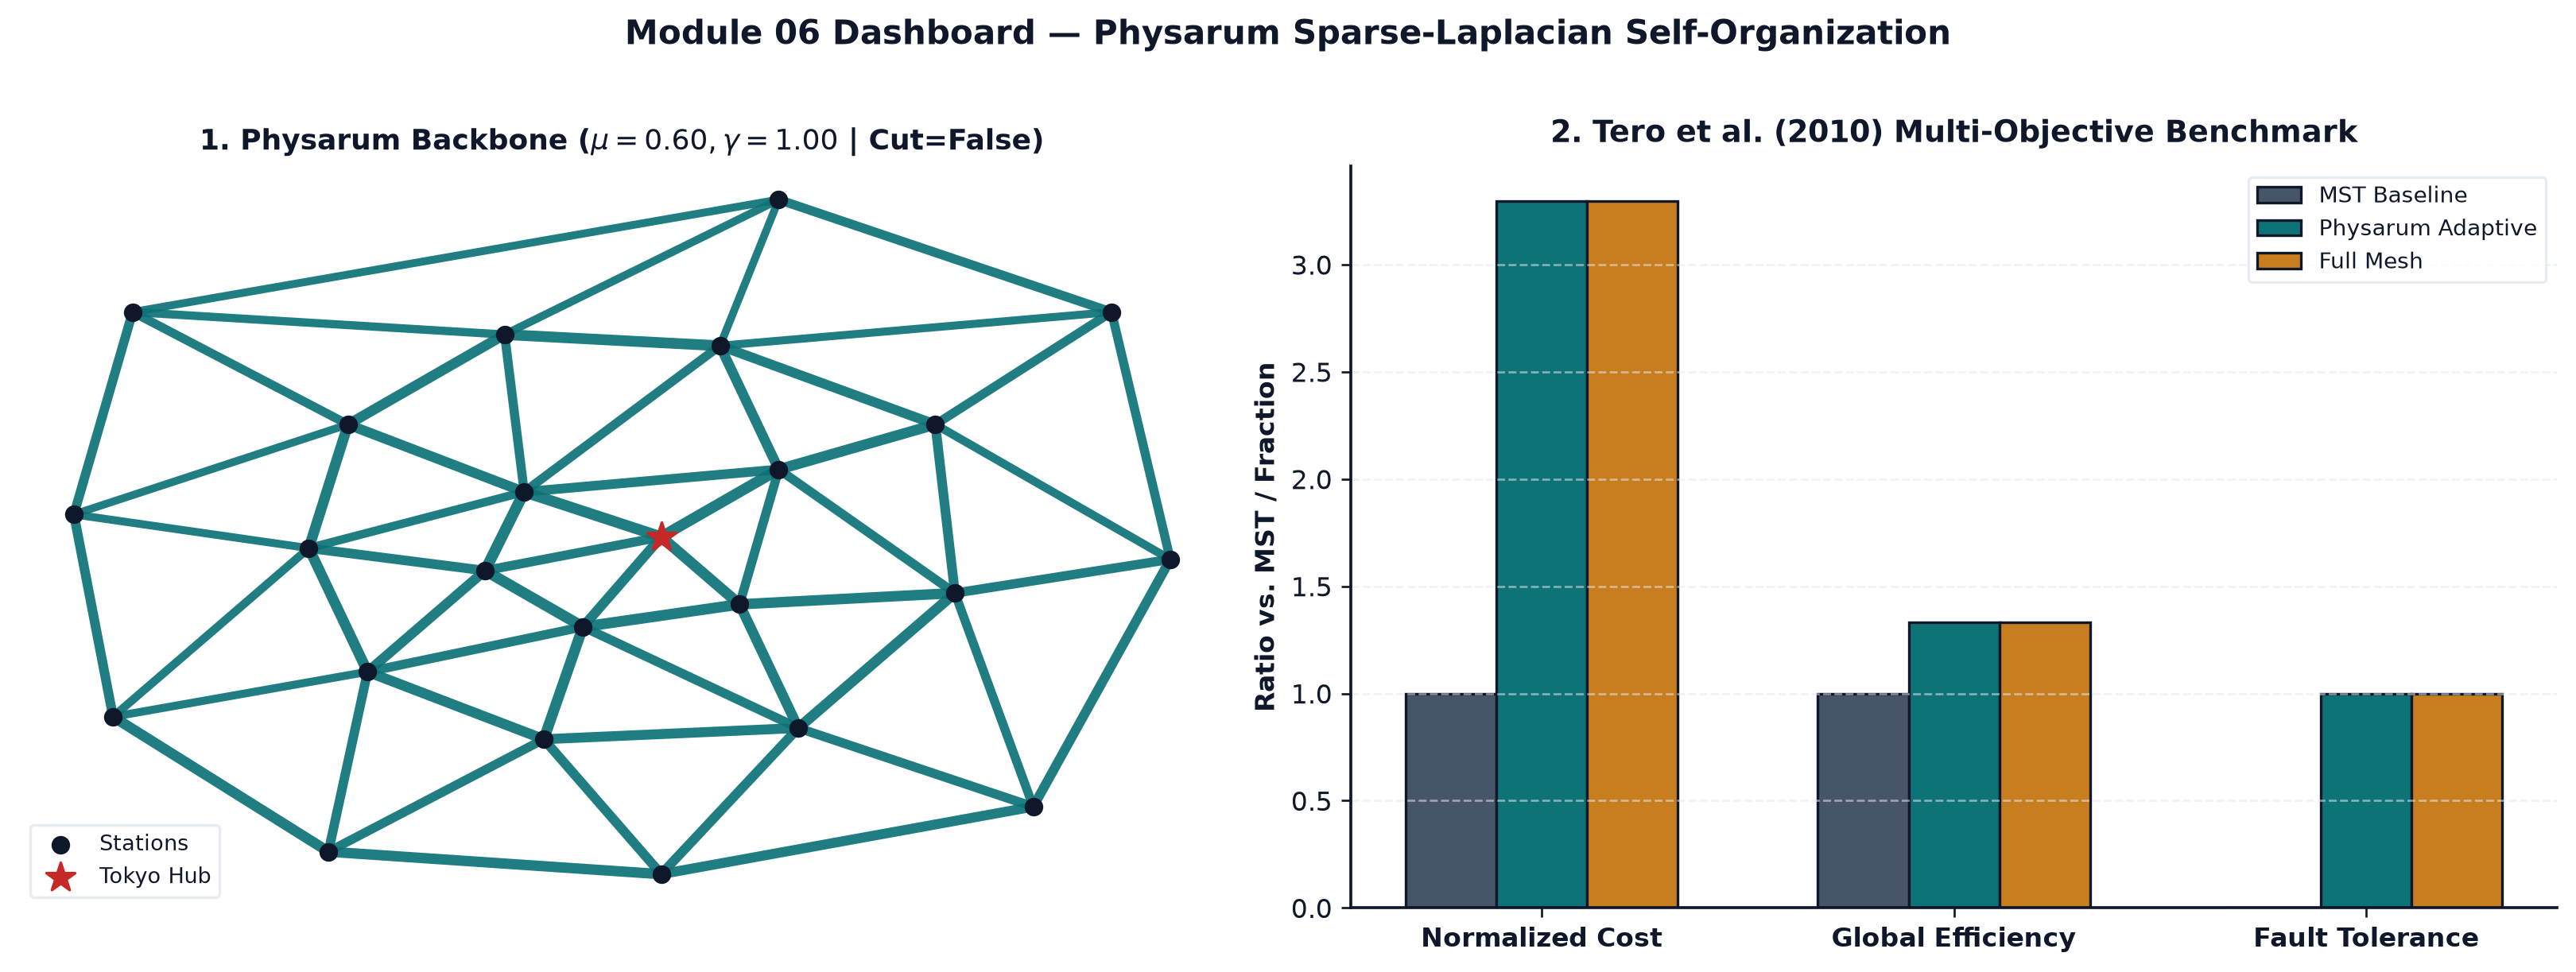 Module 06 Dashboard — Physarum Sparse-Laplacian Self-Organization
1. Physarum Backbone (μ = 0.60, γ = 1.00 | Cut=False)
Stations
Tokyo Hub
2. Tero et al. (2010) Multi-Objective Benchmark
MST Baseline
Physarum Adaptive
Full Mesh
Ratio vs. MST / Fraction
3.0
2.5
2.0
1.5
1.0
0.5
0.0
Normalized Cost
Global Efficiency
Fault Tolerance